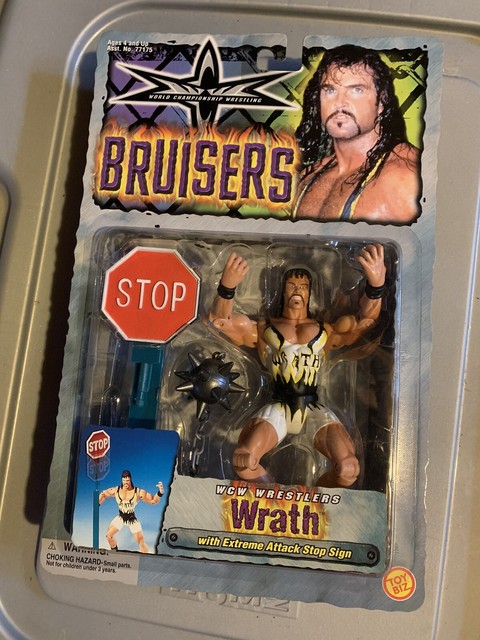 Ages 4 and Up
Asst. No. 77175
WORLD CHAMPIONSHIP WRESTLING
BRUISERS
STOP
WRATH
STOP
WCW WRESTLERS
Wrath
with Extreme Attack Stop Sign
WARNING:
CHOKING HAZARD-Small parts.
Not for children under 3 years.
TOY
BIZ